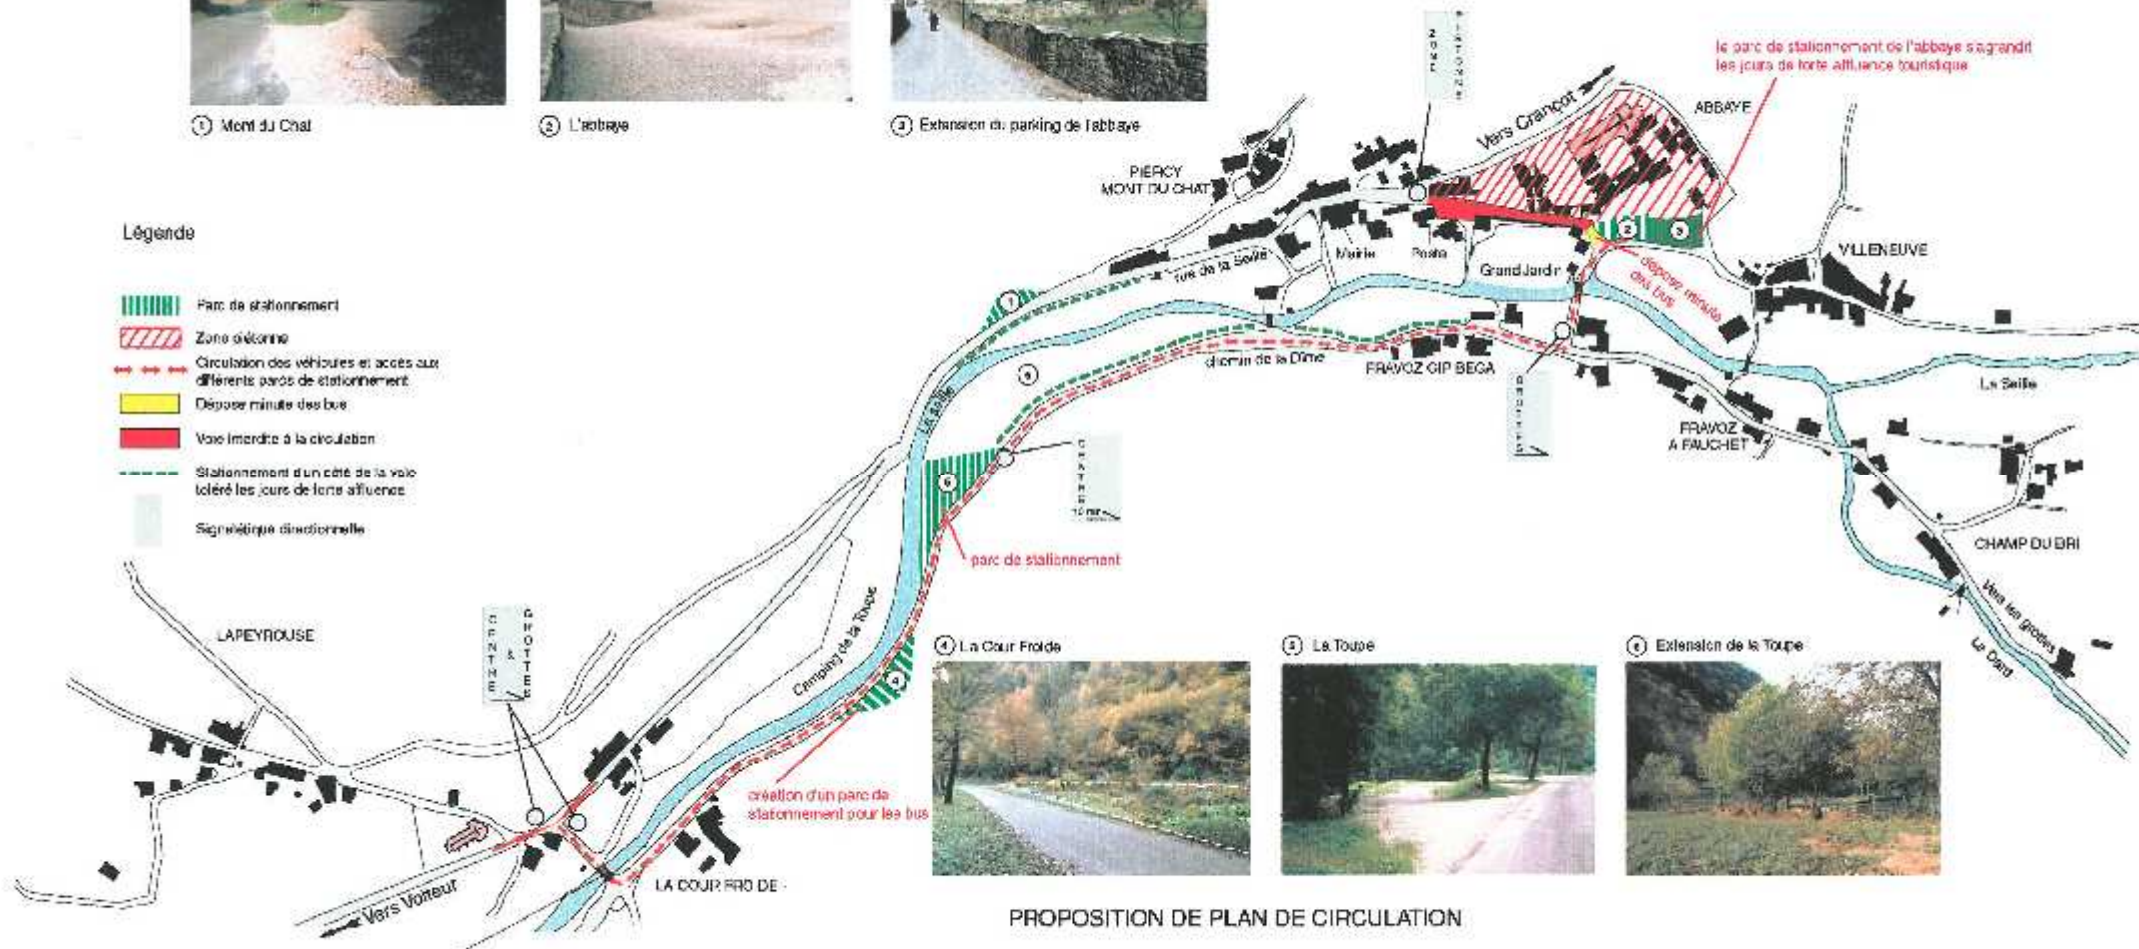 ① Mont du Chat
② L'abbaye
③ Extension du parking de l'abbaye
le parc de stationnement de l'abbaye s'agrandit
les jours de forte affluence touristique
Vers Crançot
ABBAYE
PIERCY
MONT DU CHAT
Légende
Parc de stationnement
Zone piétonne
Circulation des véhicules et accès aux
différents parcs de stationnement
Dépose minute des bus
Voie interdite à la circulation
Stationnement d'un côté de la voie
toléré les jours de forte affluence
Signalétique directionnelle
rue de la Seille
Mairie
Poste
Grand Jardin
dépose minute
des bus
VILLENEUVE
La Seille
La Seille
chemin de la Dîme
FRAVOZ GIP BEGA
FRAVOZ
A FAUCHET
CENTRE
parc de stationnement
CHAMP DU BRI
Vers les grottes
Le Dard
LAPEYROUSE
CENTRE
&
GROTTES
Camping de la Toupe
création d'un parc de
stationnement pour les bus
LA COUR FROIDE
Vers Voiteur
④ La Cour Froide
⑤ La Toupe
⑥ Extension de la Toupe
PROPOSITION DE PLAN DE CIRCULATION